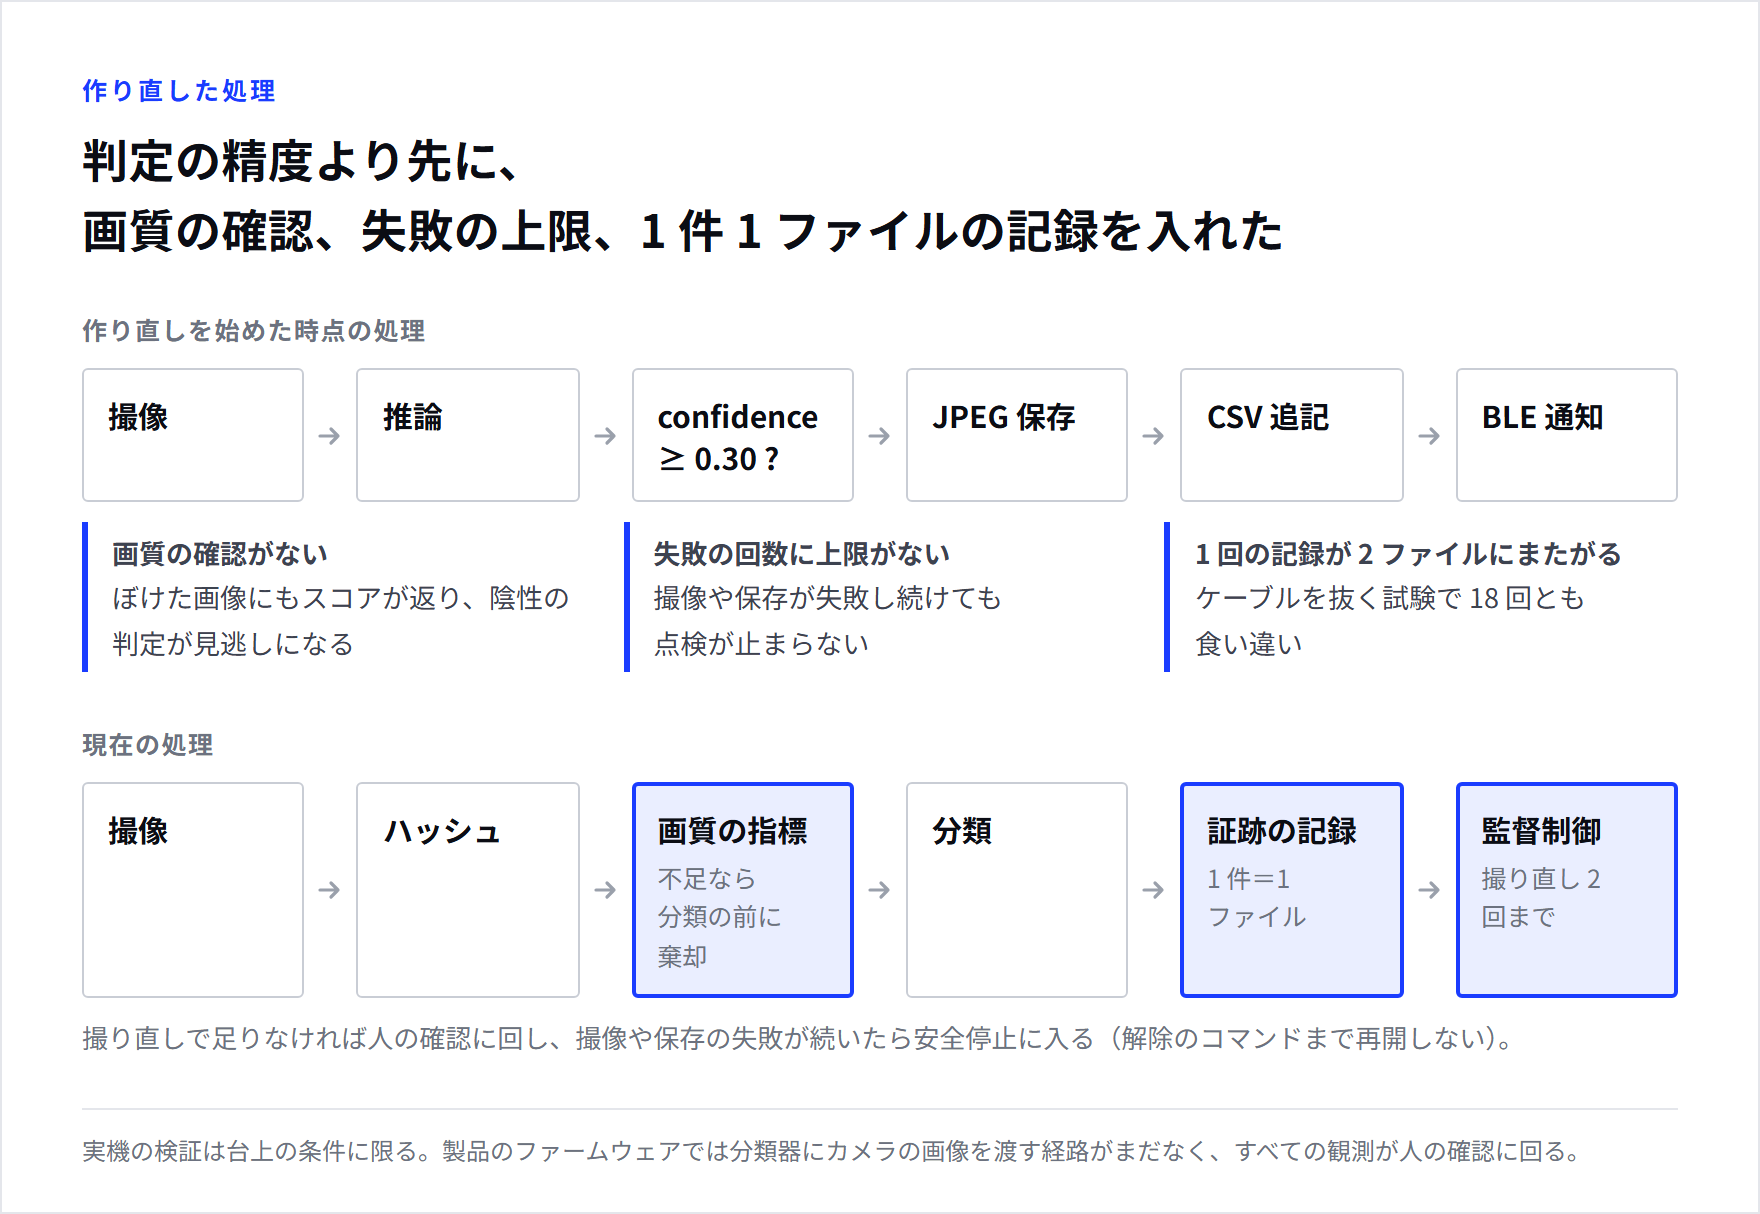 作り直した処理
判定の精度より先に、
画質の確認、失敗の上限、1 件 1 ファイルの記録を入れた
作り直しを始めた時点の処理
撮像
推論
confidence
≥ 0.30 ?
JPEG 保存
CSV 追記
BLE 通知
画質の確認がない
ぼけた画像にもスコアが返り、陰性の
判定が見逃しになる
失敗の回数に上限がない
撮像や保存が失敗し続けても
点検が止まらない
1 回の記録が 2 ファイルにまたがる
ケーブルを抜く試験で 18 回とも
食い違い
現在の処理
撮像
ハッシュ
画質の指標
不足なら
分類の前に
棄却
分類
証跡の記録
1 件＝1
ファイル
監督制御
撮り直し 2
回まで
撮り直しで足りなければ人の確認に回し、撮像や保存の失敗が続いたら安全停止に入る（解除のコマンドまで再開しない）。
実機の検証は台上の条件に限る。製品のファームウェアでは分類器にカメラの画像を渡す経路がまだなく、すべての観測が人の確認に回る。